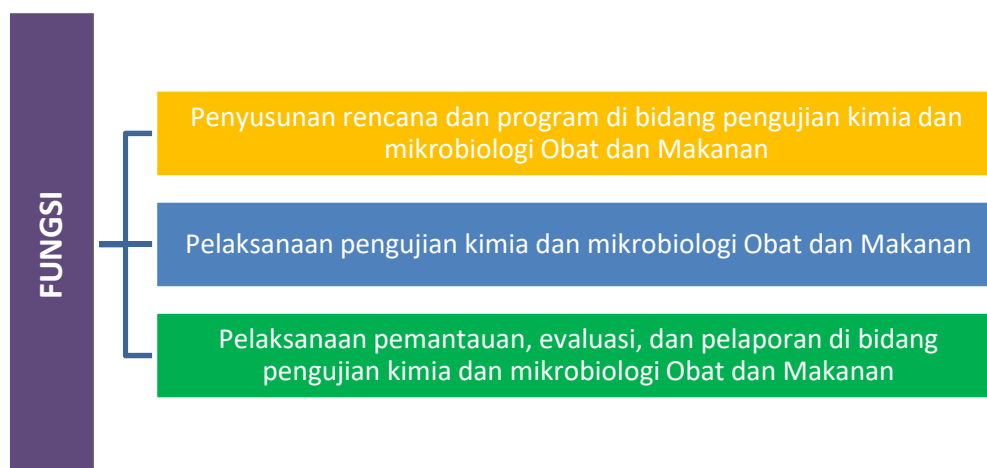 FUNGSI
Penyusunan rencana dan program di bidang pengujian kimia dan
mikrobiologi Obat dan Makanan
Pelaksanaan pengujian kimia dan mikrobiologi Obat dan Makanan
Pelaksanaan pemantauan, evaluasi, dan pelaporan di bidang
pengujian kimia dan mikrobiologi Obat dan Makanan